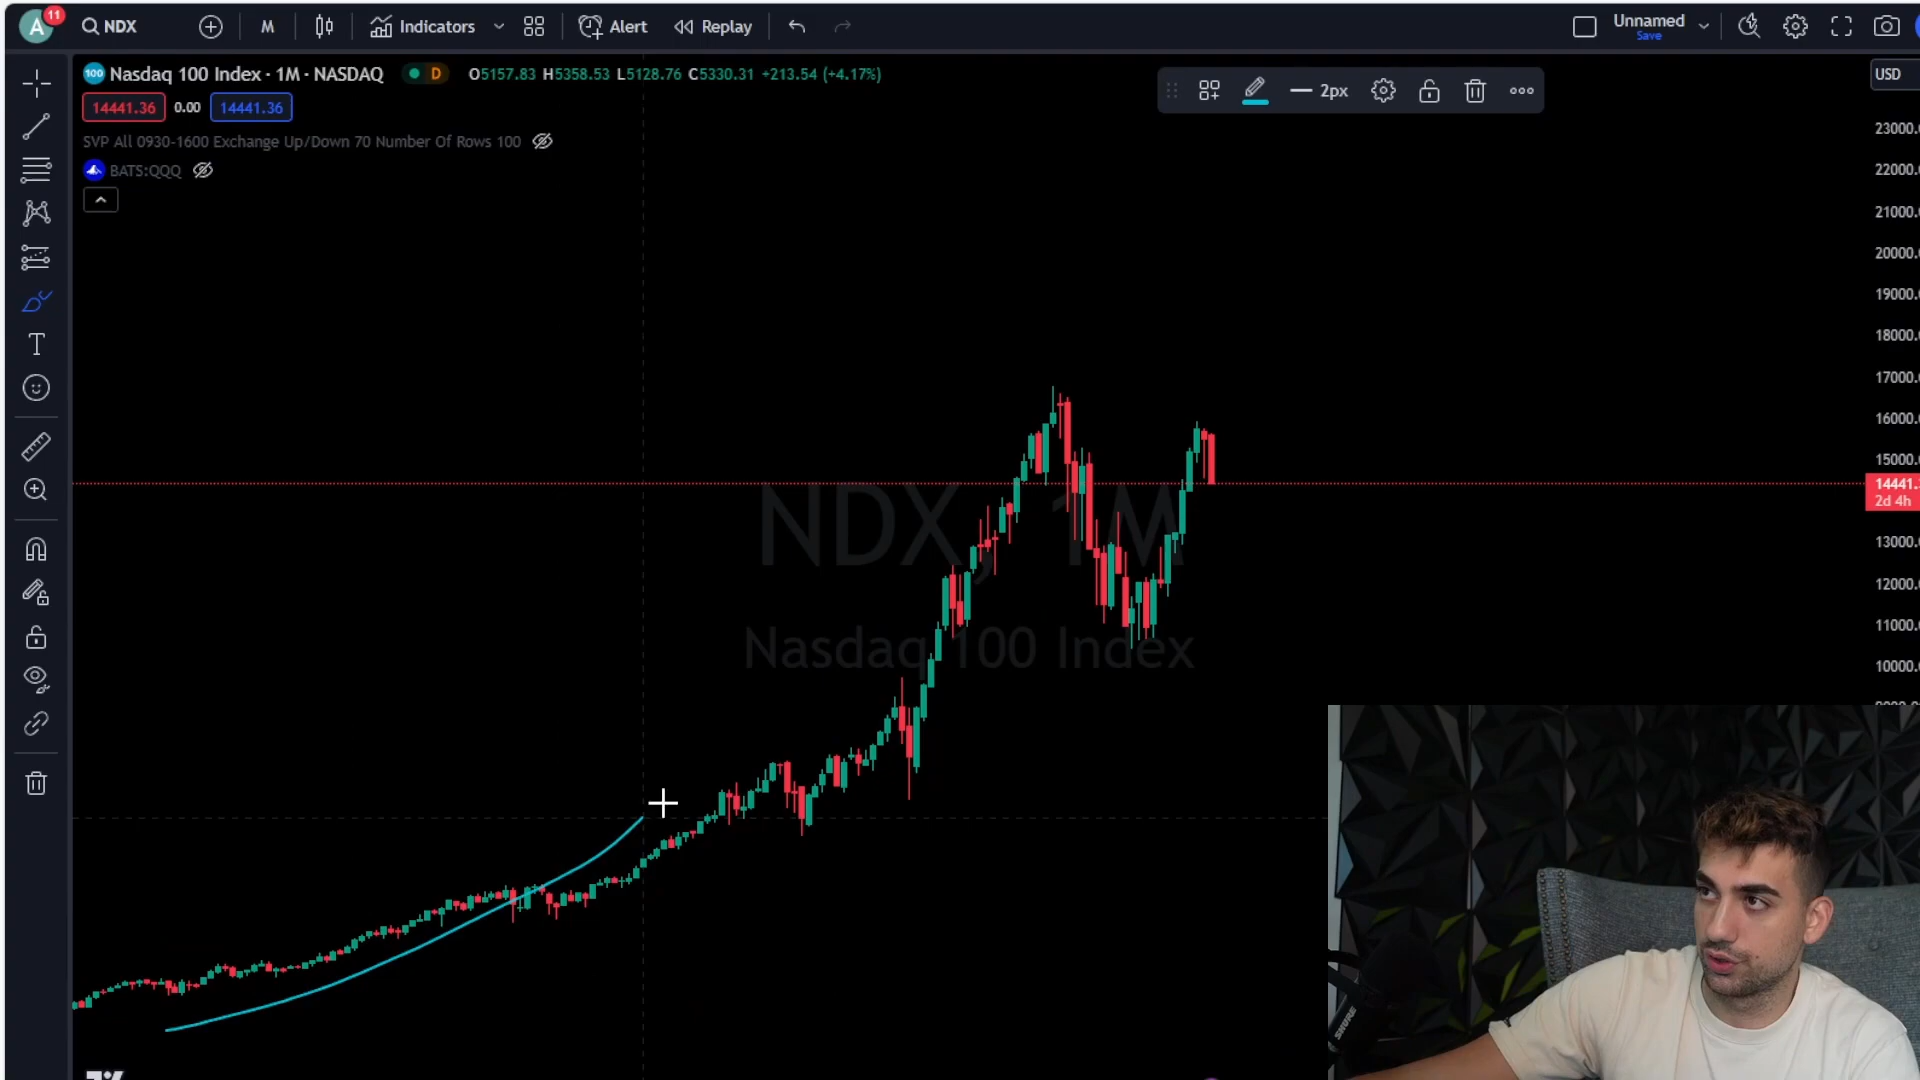 A 11 NDX M Indicators Alert Replay Unnamed
Save
100 Nasdaq 100 Index · 1M · NASDAQ D O5157.83 H5358.53 L5128.76 C5330.31 +213.54 (+4.17%)
USD
2px
14441.36 0.00 14441.36
SVP All 0930-1600 Exchange Up/Down 70 Number Of Rows 100
BATS:QQQ
T
23000.
22000.
21000.
20000.
19000.
18000.
17000.
16000.
15000.
14441.
2d 4h
13000.
12000.
11000.
10000.
NDX, 1M
Nasdaq 100 Index
SHURE